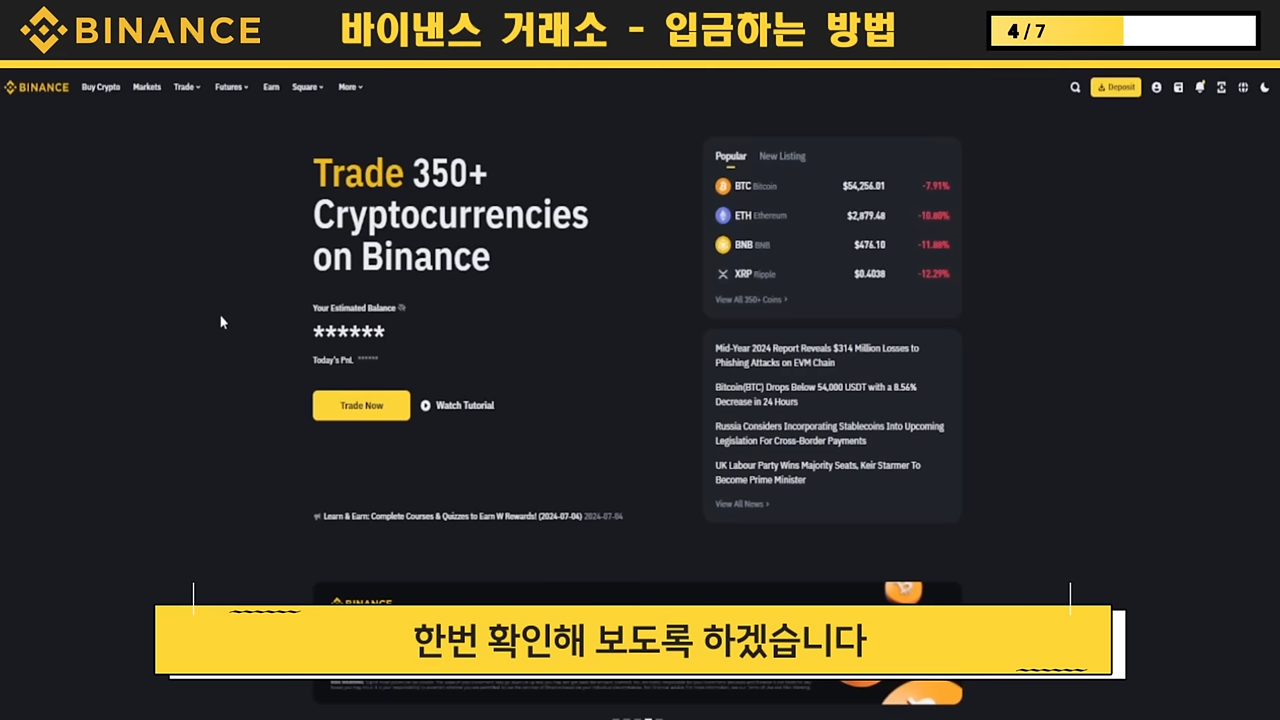 BINANCE
바이낸스 거래소 - 입금하는 방법
4 / 7
BINANCE Buy Crypto Markets Trade Futures Earn Square More Deposit
Trade 350+
Cryptocurrencies
on Binance
Your Estimated Balance
******
Today's PnL ******
Trade Now Watch Tutorial
Popular New Listing
BTC Bitcoin $54,256.01 -7.91%
ETH Ethereum $2,879.48 -10.80%
BNB BNB $476.10 -11.88%
XRP Ripple $0.4038 -12.29%
View All 350+ Coins >
Mid-Year 2024 Report Reveals $314 Million Losses to
Phishing Attacks on EVM Chain
Bitcoin(BTC) Drops Below 54,000 USDT with a 8.56%
Decrease in 24 Hours
Russia Considers Incorporating Stablecoins Into Upcoming
Legislation For Cross-Border Payments
UK Labour Party Wins Majority Seats, Keir Starmer To
Become Prime Minister
View All News >
Learn & Earn: Complete Courses & Quizzes to Earn W Rewards! (2024-07-04) 2024-07-04
BINANCE
한번 확인해 보도록 하겠습니다